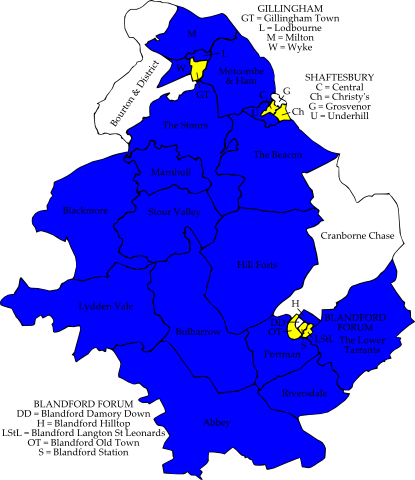 GILLINGHAM
GT = Gillingham Town
L = Lodbourne
M = Milton
W = Wyke
SHAFTESBURY
C = Central
Ch = Christy's
G = Grosvenor
U = Underhill
M
L
W
Bourton & District
Motcombe
& Ham
GT
G
C
Ch
U
The Stours
The Beacon
Marnhull
Blackmore
Stour Valley
Cranborne Chase
Hill Forts
Lydden Vale
H
BLANDFORD
FORUM
OT
LStL
The Lower
Tarrants
Bulbarrow
Portman
Riversdale
Abbey
BLANDFORD FORUM
DD = Blandford Damory Down
H = Blandford Hilltop
LStL = Blandford Langton St Leonards
OT = Blandford Old Town
S = Blandford Station